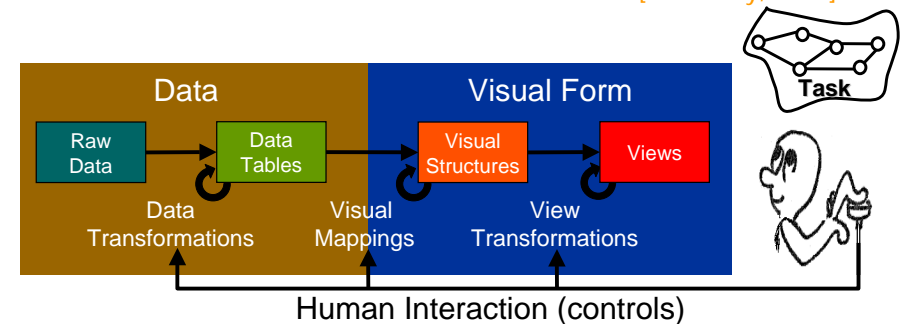 Task
Data
Visual Form
Raw
Data
Data
Tables
Visual
Structures
Views
Data
Transformations
Visual
Mappings
View
Transformations
Human Interaction (controls)